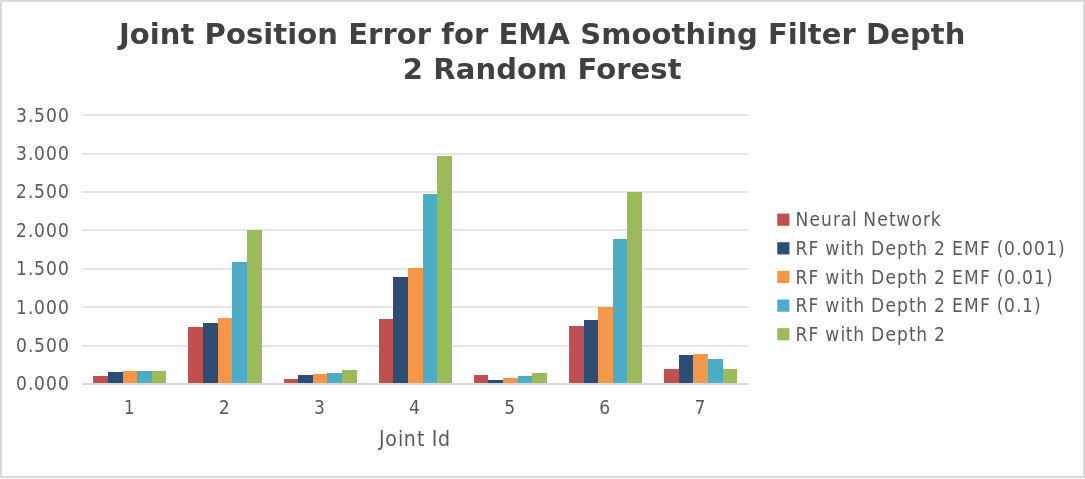 Joint Position Error for EMA Smoothing Filter Depth
2 Random Forest
3.500
3.000
2.500
2.000
1.500
1.000
0.500
0.000
1 2 3 4 5 6 7
Joint Id
Neural Network
RF with Depth 2 EMF (0.001)
RF with Depth 2 EMF (0.01)
RF with Depth 2 EMF (0.1)
RF with Depth 2